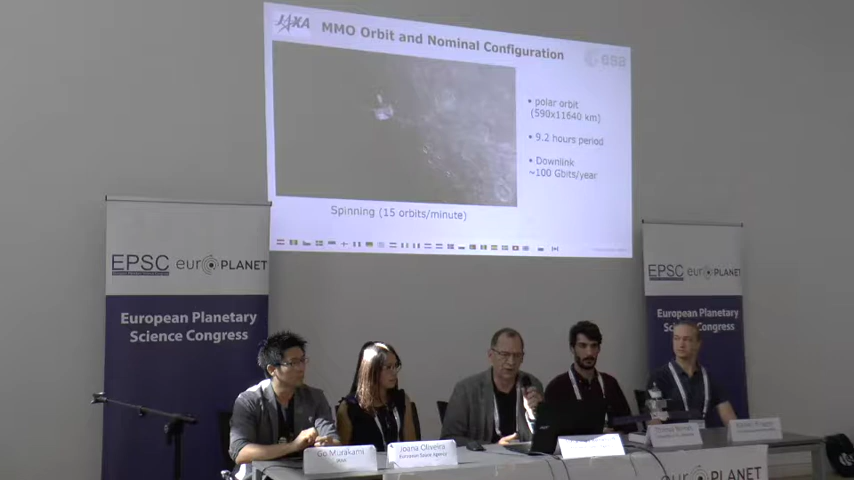 JAXA
MMO Orbit and Nominal Configuration
esa
• polar orbit
(590x11640 km)
• 9.2 hours period
• Downlink
~100 Gbits/year
Spinning (15 orbits/minute)
EPSC euroPLANET
European Planetary
Science Congress
EPSC euroPLANET
European Planetary
Science Congress
Go Murakami
Joana Oliveira
European Space Agency
euroPLANET